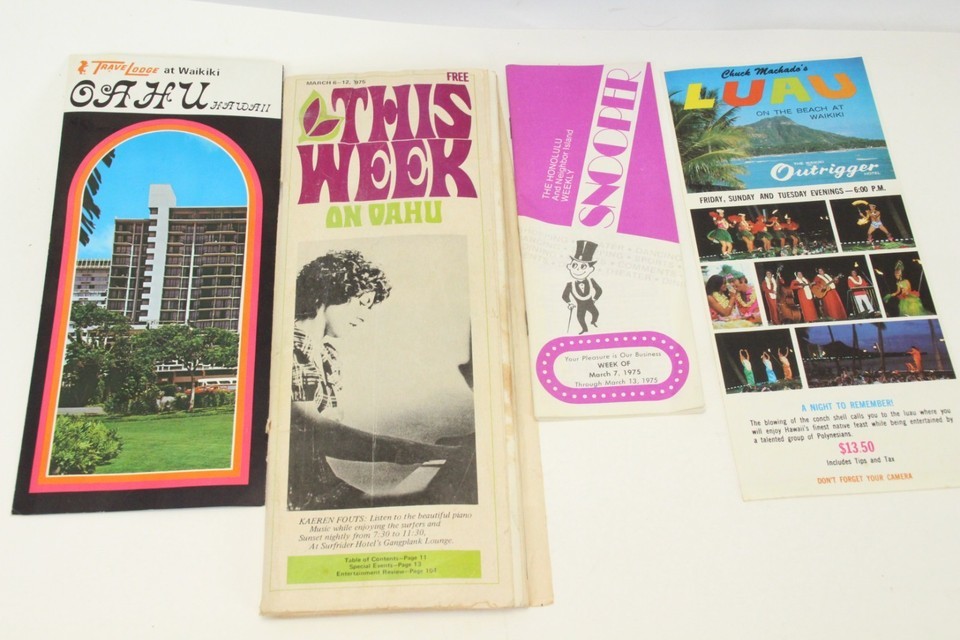 TRAVELODGE at Waikiki
OAHU HAWAII
MARCH 6-12, 1975
FREE
THIS
WEEK
ON OAHU
KAEREN FOUTS: Listen to the beautiful piano
Music while enjoying the surfers and
Sunset nightly from 7:30 to 11:30,
At Surfrider Hotel's Gangplank Lounge.
Table of Contents—Page 11
Special Events—Page 13
Entertainment Review—Page 107
THE HONOLULU
And Neighbor Island
WEEKLY
SNOOPER
Your Pleasure is Our Business
WEEK OF
March 7, 1975
Through March 13, 1975
Chuck Machado's
LUAU
ON THE BEACH AT
WAIKIKI
Outrigger
HOTEL
FRIDAY, SUNDAY AND TUESDAY EVENINGS—6:00 P.M.
A NIGHT TO REMEMBER!
The blowing of the conch shell calls you to the luau where you
will enjoy Hawaii's finest native feast while being entertained by
a talented group of Polynesians.
$13.50
Includes Tips and Tax
DON'T FORGET YOUR CAMERA